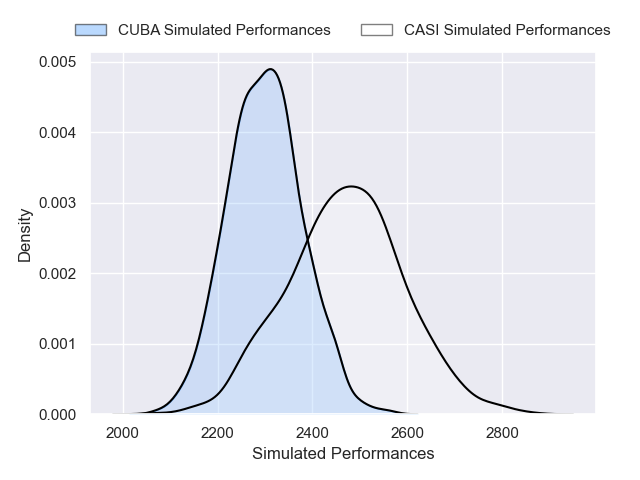 CUBA Simulated Performances
CASI Simulated Performances
0.005
0.004
0.003
0.002
0.001
0.000
Density
2000 2200 2400 2600 2800
Simulated Performances